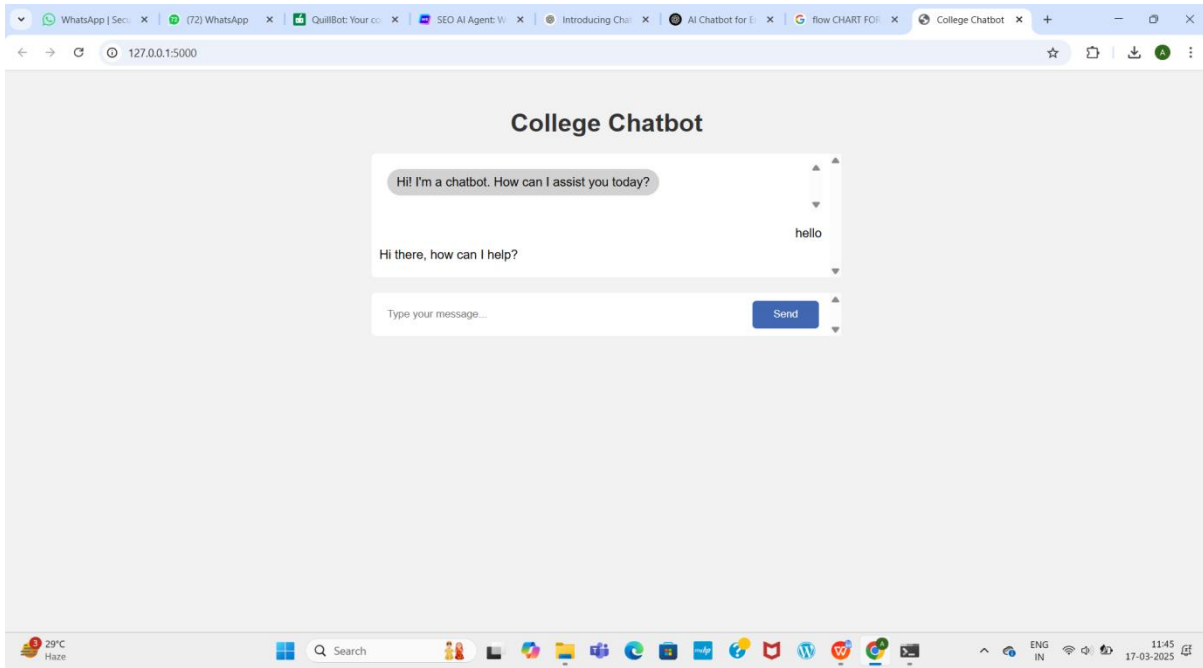 WhatsApp | Secu
(72) WhatsApp
QuillBot: Your co
SEO AI Agent: W
Introducing Cha
AI Chatbot for E
flow CHART FOR
College Chatbot
127.0.0.1:5000
A
College Chatbot
Hi! I'm a chatbot. How can I assist you today?
hello
Hi there, how can I help?
Type your message...
Send
3
29°C
Haze
Search
ENG
IN
11:45
17-03-2025